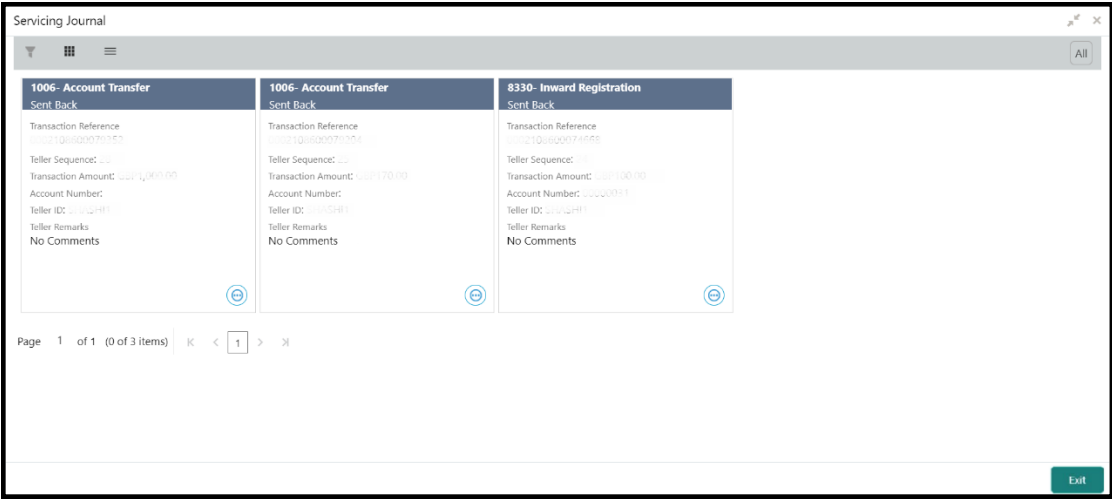 Servicing Journal
All
1006- Account Transfer
Sent Back
Transaction Reference
Teller Sequence:
Transaction Amount:
Account Number:
Teller ID:
Teller Remarks
No Comments
1006- Account Transfer
Sent Back
Transaction Reference
Teller Sequence:
Transaction Amount:
Account Number:
Teller ID:
Teller Remarks
No Comments
8330- Inward Registration
Sent Back
Transaction Reference
Teller Sequence:
Transaction Amount:
Account Number:
Teller ID:
Teller Remarks
No Comments
Page 1 of 1 (0 of 3 items) 1
Exit